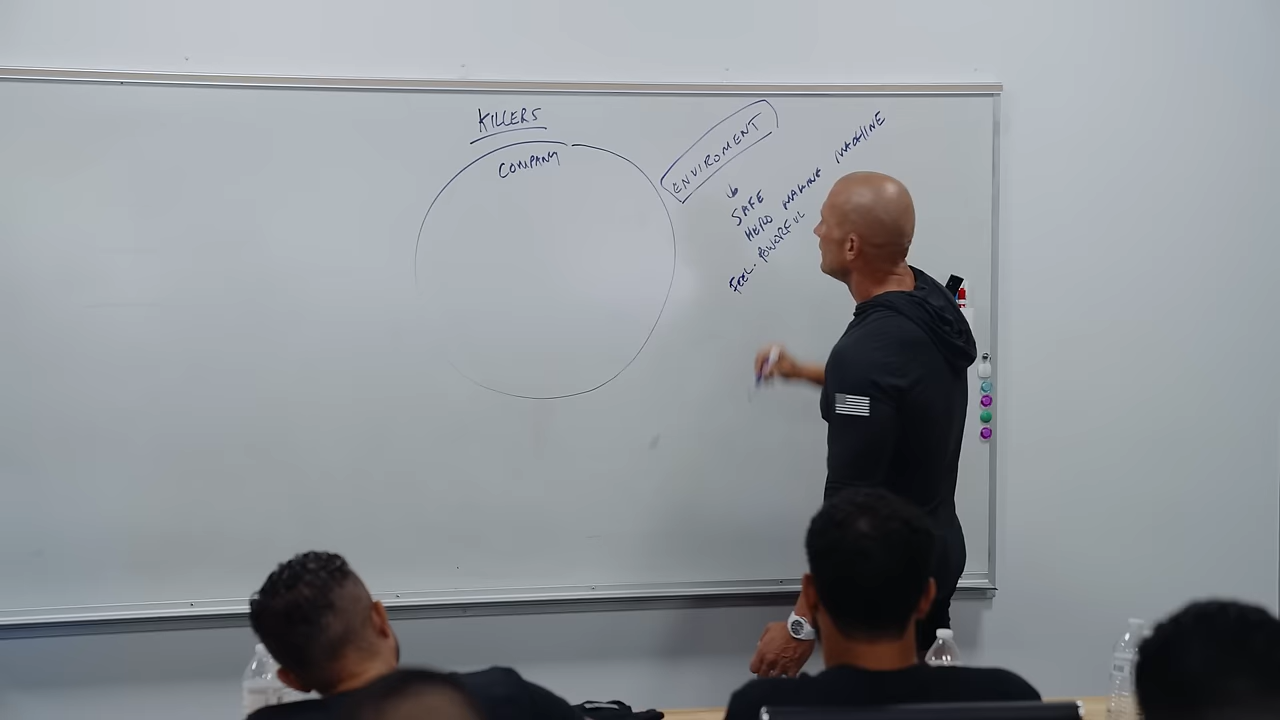 KILLERS
COMPANY
ENVIROMENT
SAFE
HERO MAKING MACHINE
FEEL. POWERFUL